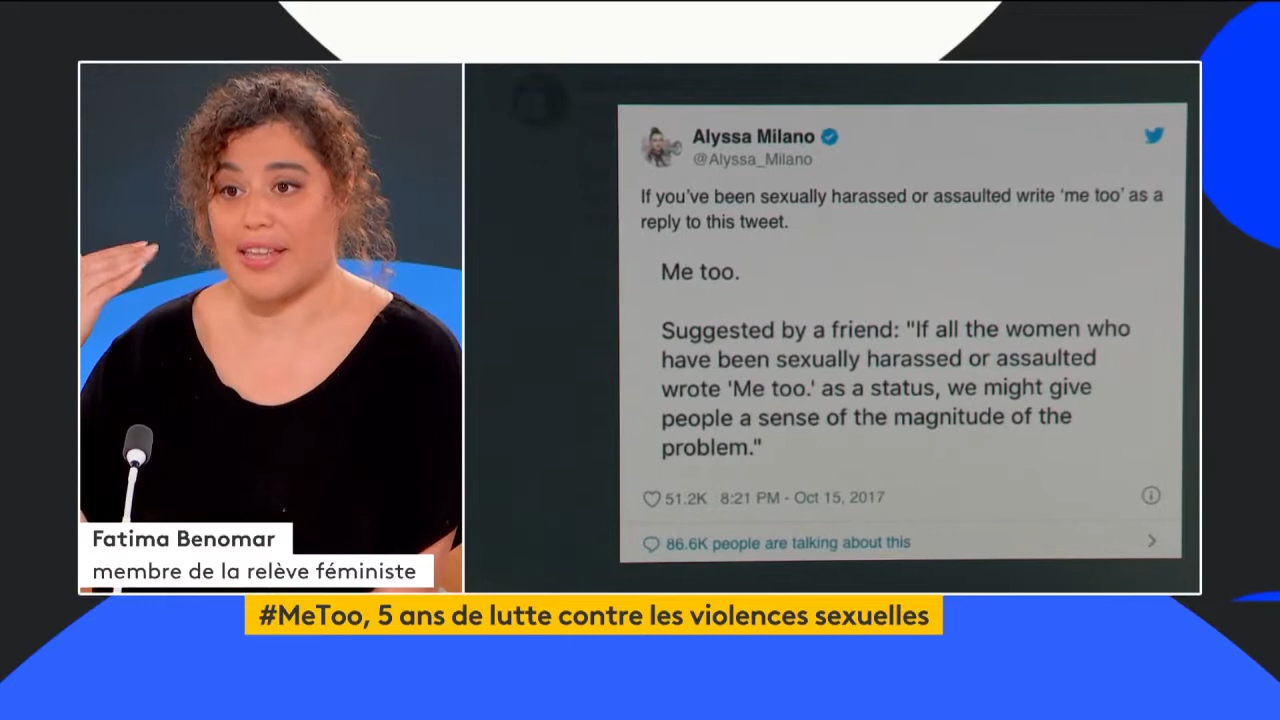 Alyssa Milano
@Alyssa_Milano
If you've been sexually harassed or assaulted write 'me too' as a
reply to this tweet.
Me too.
Suggested by a friend: "If all the women who
have been sexually harassed or assaulted
wrote 'Me too.' as a status, we might give
people a sense of the magnitude of the
problem."
51.2K 8:21 PM - Oct 15, 2017
86.6K people are talking about this
Fatima Benomar
membre de la relève féministe
#MeToo, 5 ans de lutte contre les violences sexuelles